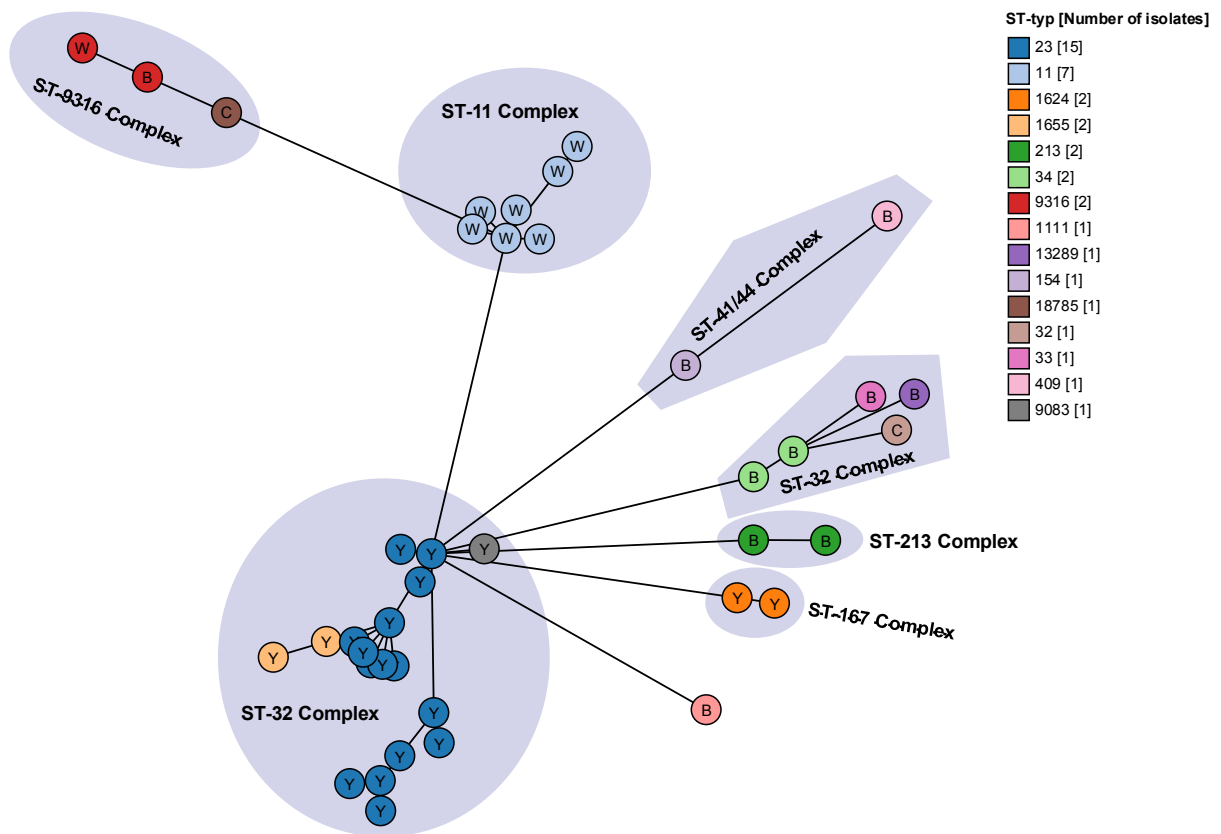 ST-typ [Number of isolates]
23 [15]
11 [7]
1624 [2]
1655 [2]
213 [2]
34 [2]
9316 [2]
1111 [1]
13289 [1]
154 [1]
18785 [1]
32 [1]
33 [1]
409 [1]
9083 [1]
W
B
C
ST-9316 Complex
ST-11 Complex
W
W
W
W
W
W
W
B
ST-41/44 Complex
B
B
B
C
B
B
ST-32 Complex
B
B
ST-213 Complex
Y
Y
ST-167 Complex
B
Y
Y
Y
Y
Y
Y
Y
Y
Y
ST-32 Complex
Y
Y
Y
Y
Y
Y